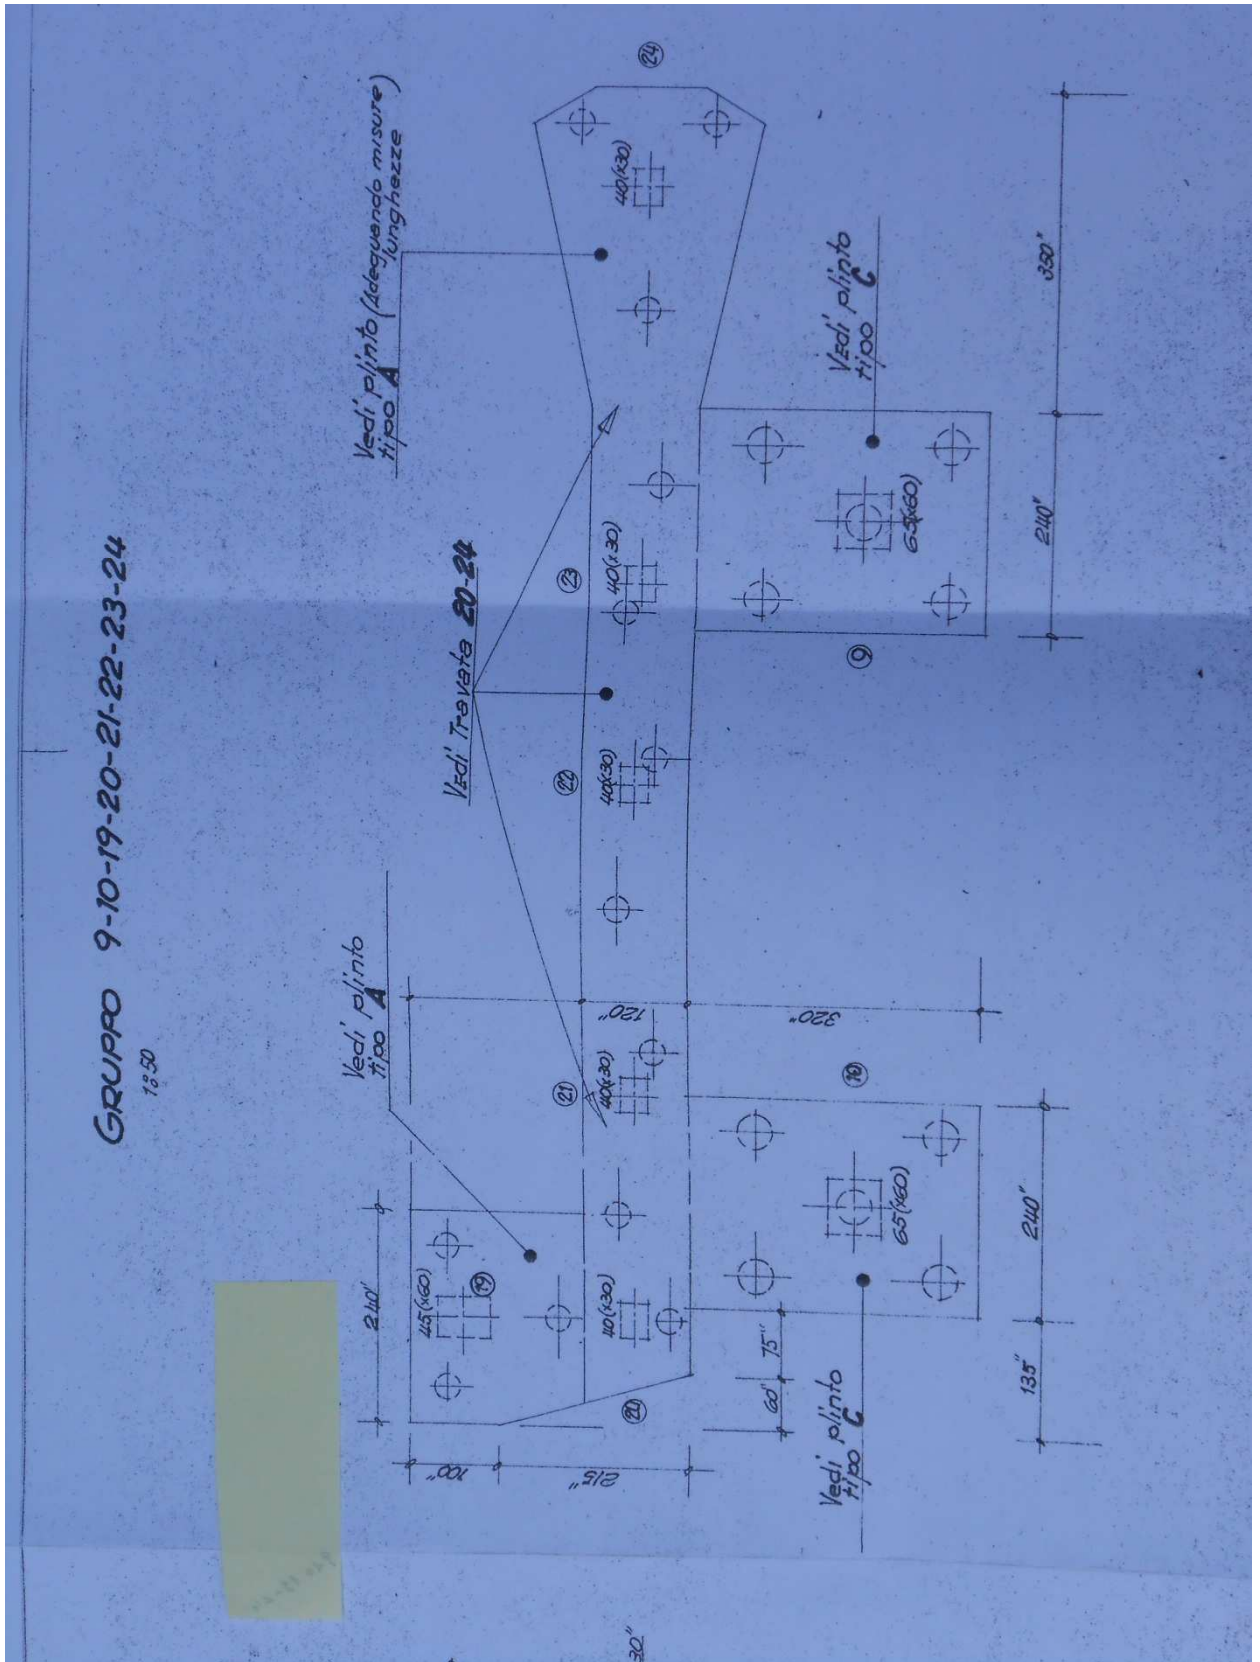 GRUPPO 9-10-19-20-21-22-23-24
1:50
Vedi plinto
tipo A
Vedi Travata 20-24
Vedi plinto (Adeguando misure)
tipo A lunghezze
240"
45(x60)
19
100"
215"
20
40(x30)
21
40(x30)
120"
320"
22
40(x30)
23
40(x30)
24
40(x30)
60"
75"
10
65(x60)
Vedi plinto
tipo C
9
65(x60)
Vedi plinto
tipo C
135"
240"
240"
350"
30"